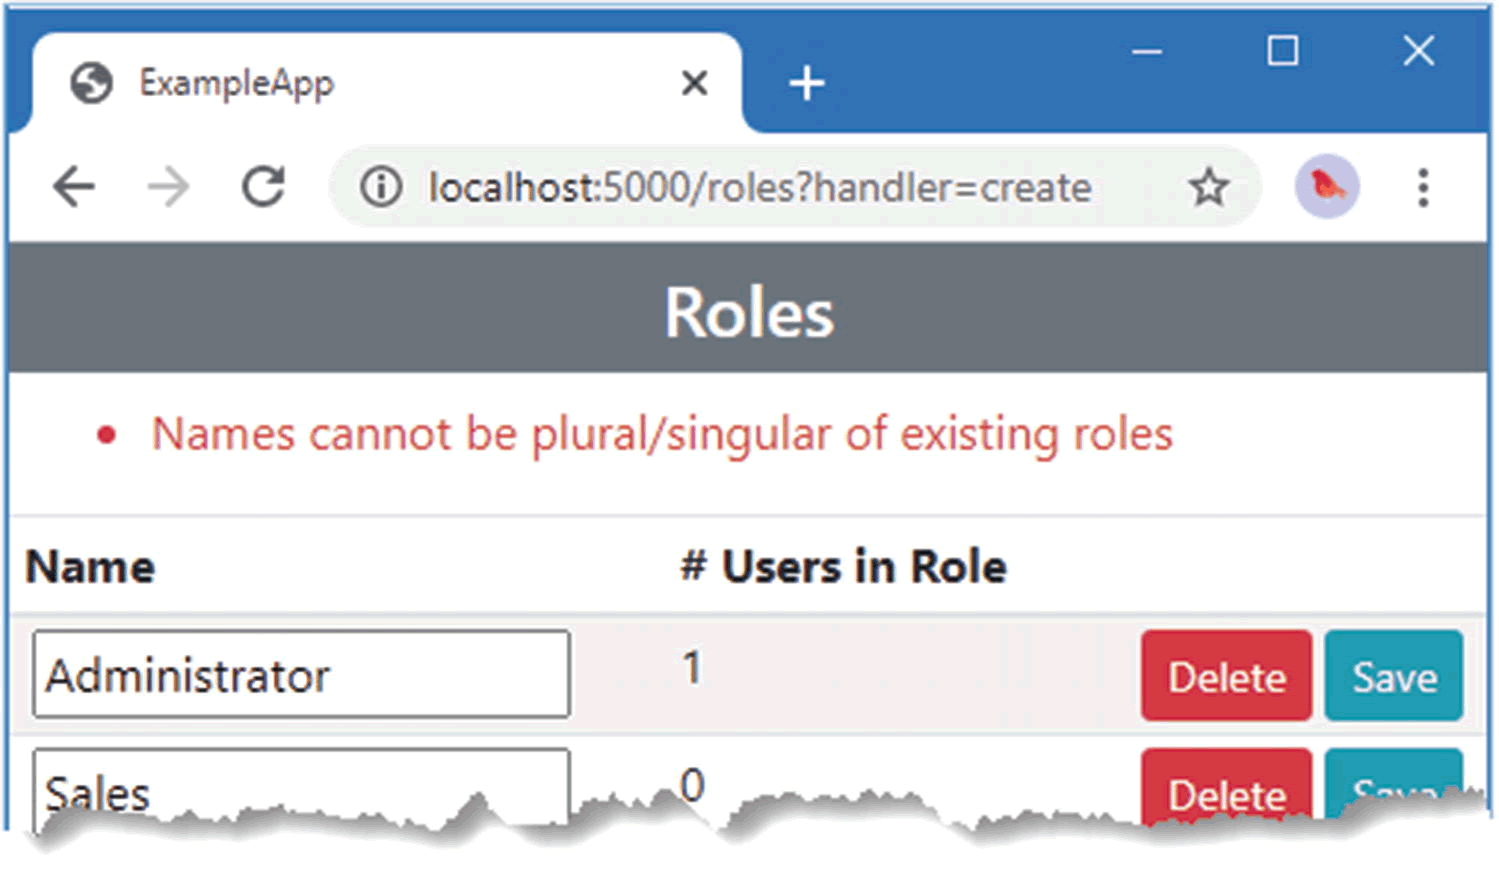 ExampleApp
localhost:5000/roles?handler=create
Roles
Names cannot be plural/singular of existing roles
Name # Users in Role
Administrator 1 Delete Save
Sales 0 Delete Save